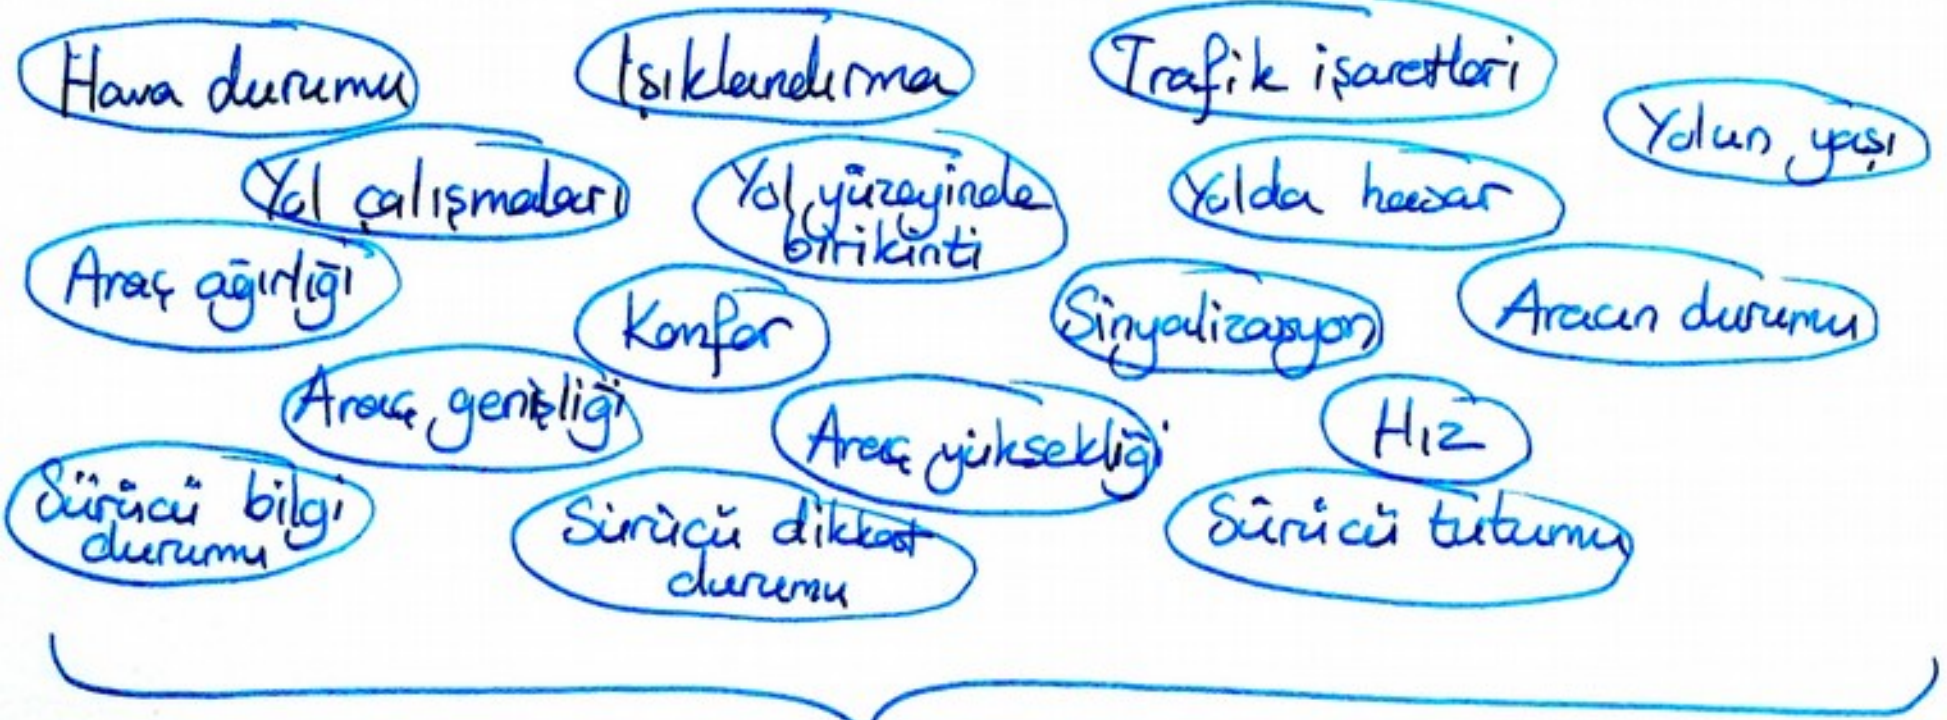 Hava durumu
Işıklandırma
Trafik işaretleri
Yolun yaşı
Yol çalışmaları
Yol yüzeyinde
birikinti
Yolda hasar
Araç ağırlığı
Konfor
Sinyalizasyon
Aracın durumu
Araç genişliği
Araç yüksekliği
Hız
Sürücü bilgi
durumu
Sürücü dikkat
durumu
Sürücü tutumu